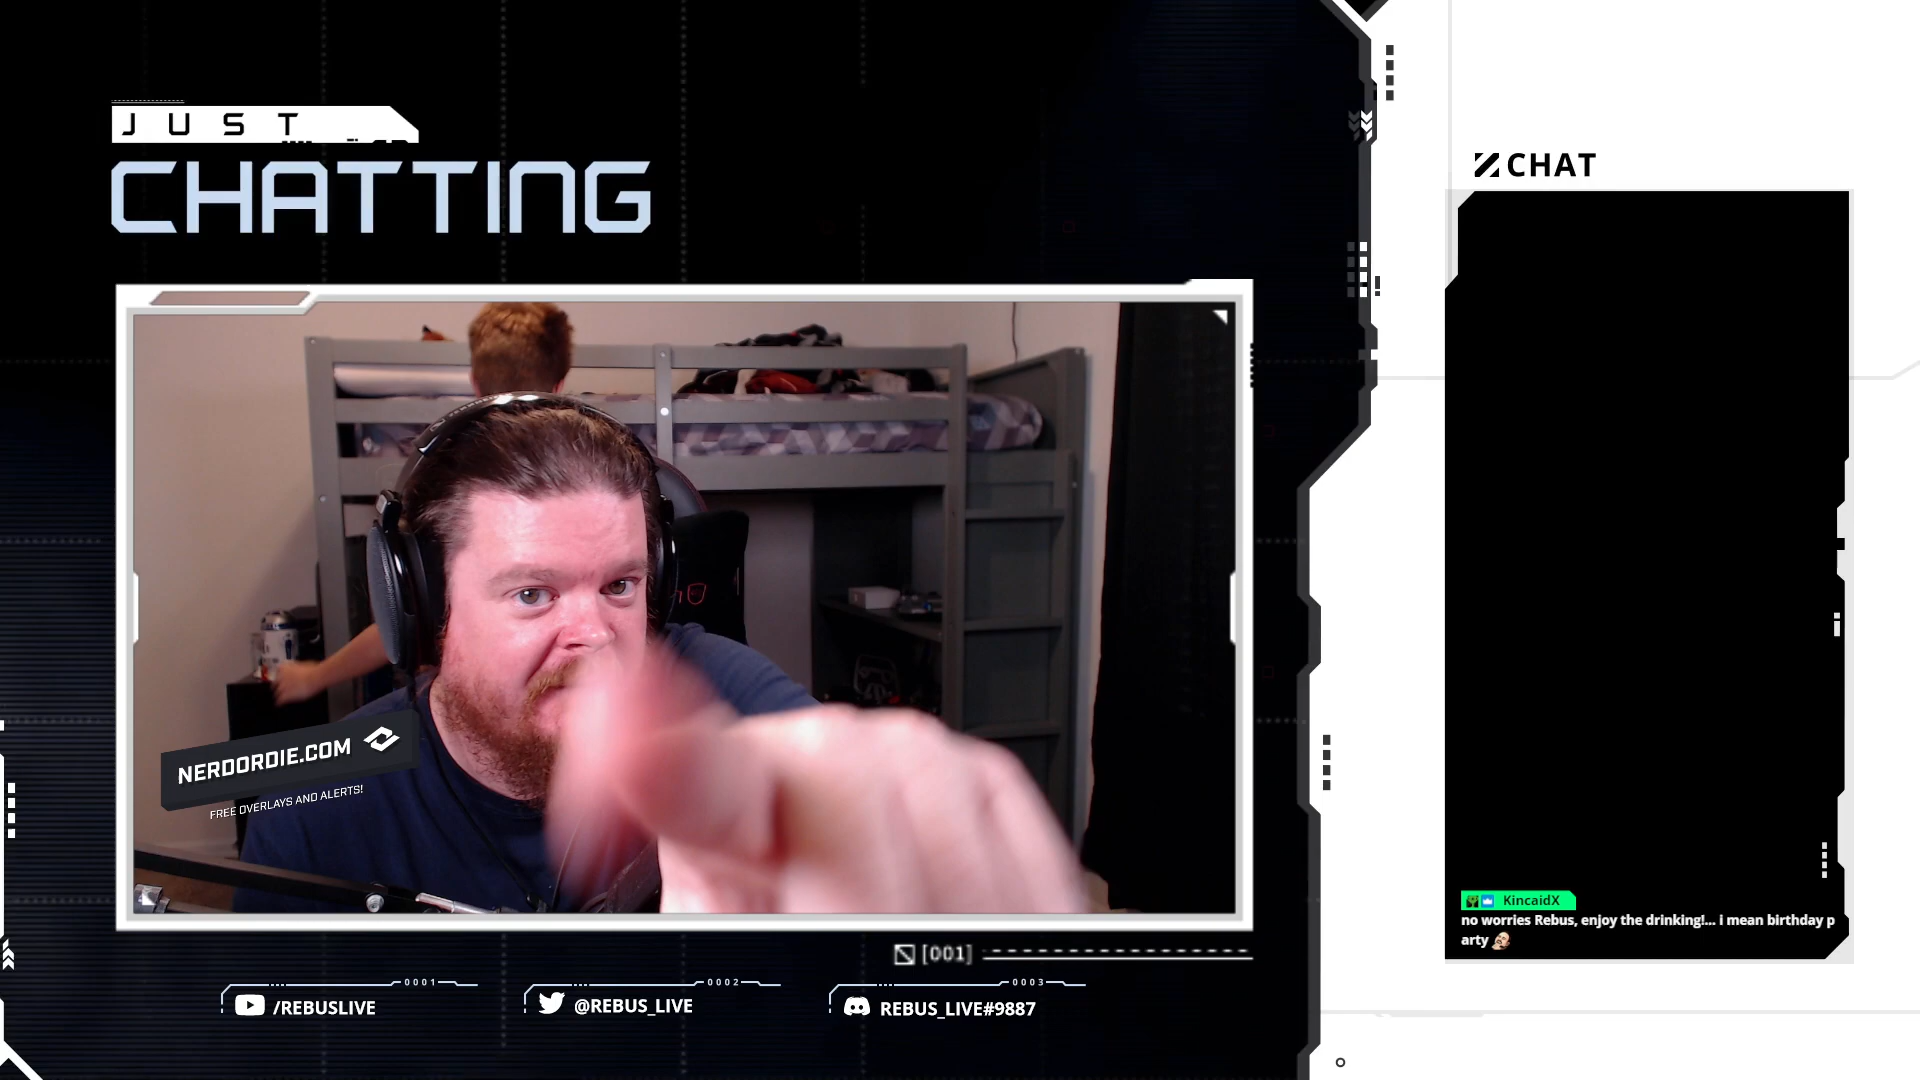 JUST
CHATTING
CHAT
NERDORDIE.COM
FREE OVERLAYS AND ALERTS!
KincaidX
no worries Rebus, enjoy the drinking!... i mean birthday p
arty
[001]
0001
0002
0003
/REBUSLIVE
@REBUS_LIVE
REBUS_LIVE#9887